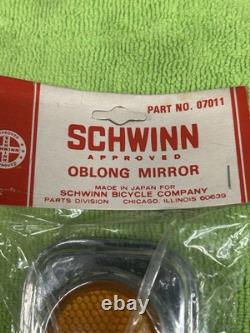 PART NO. 07011
SCHWINN
SCHWINN
APPROVED
OBLONG MIRROR
MADE IN JAPAN FOR
SCHWINN BICYCLE COMPANY
PARTS DIVISION CHICAGO, ILLINOIS 60639